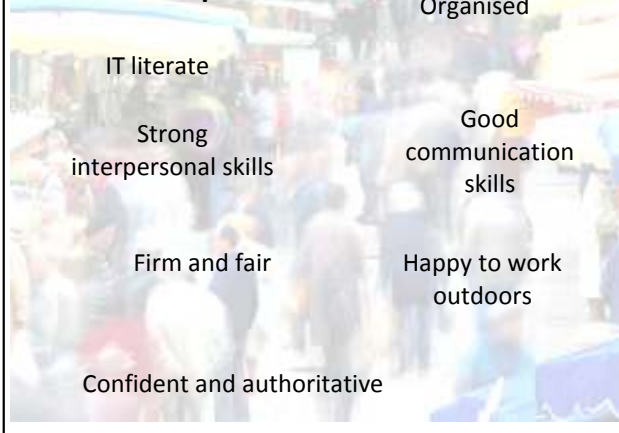 Organised
IT literate
Strong
interpersonal skills
Good
communication
skills
Firm and fair
Happy to work
outdoors
Confident and authoritative